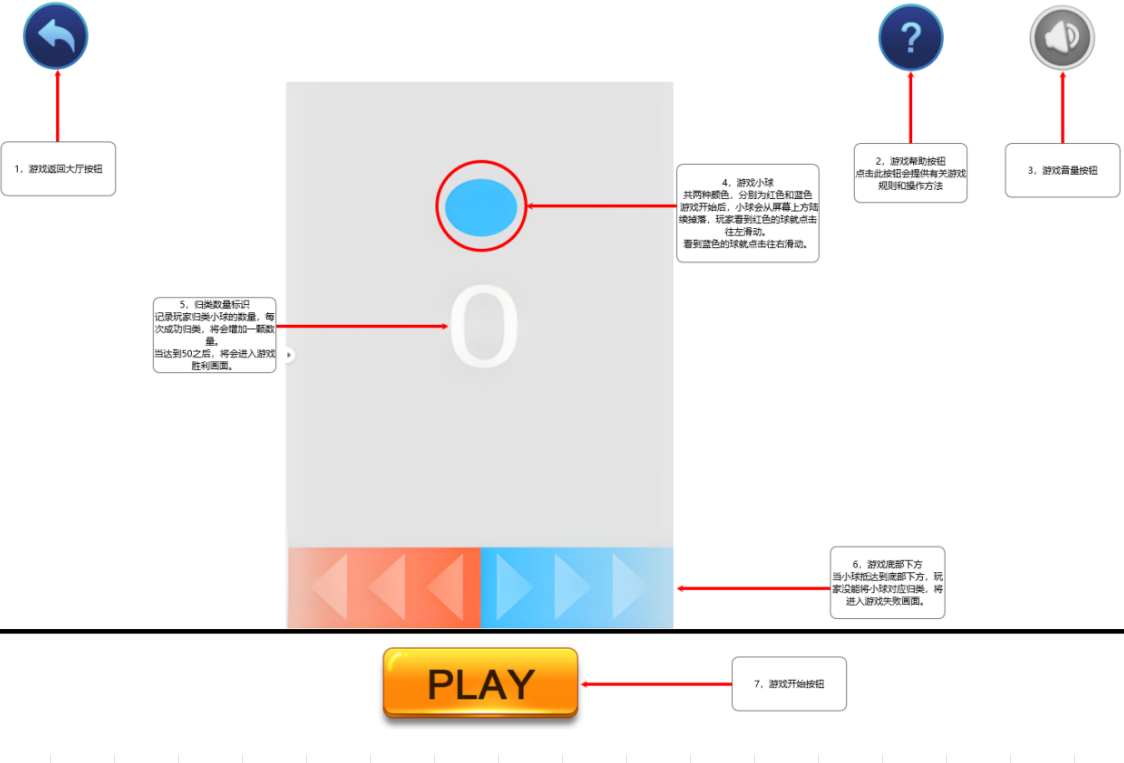 ?
1，游戏返回大厅按钮
2，游戏帮助按钮
点击此按钮会提供有关游戏
规则和操作方法
3，游戏音量按钮
4，游戏小球
共两种颜色，分别为红色和蓝色
游戏开始后，小球会从屏幕上方陆
续掉落，玩家看到红色的球就点击
往左滑动。
看到蓝色的球就点击往右滑动。
5，归类数量标识
记录玩家归类小球的数量，每
次成功归类，将会增加一颗数
量。
当达到50之后，将会进入游戏
胜利画面。
0
6，游戏底部下方
当小球抵达到底部下方，玩
家没能将小球对应归类，将
进入游戏失败画面。
PLAY
7，游戏开始按钮